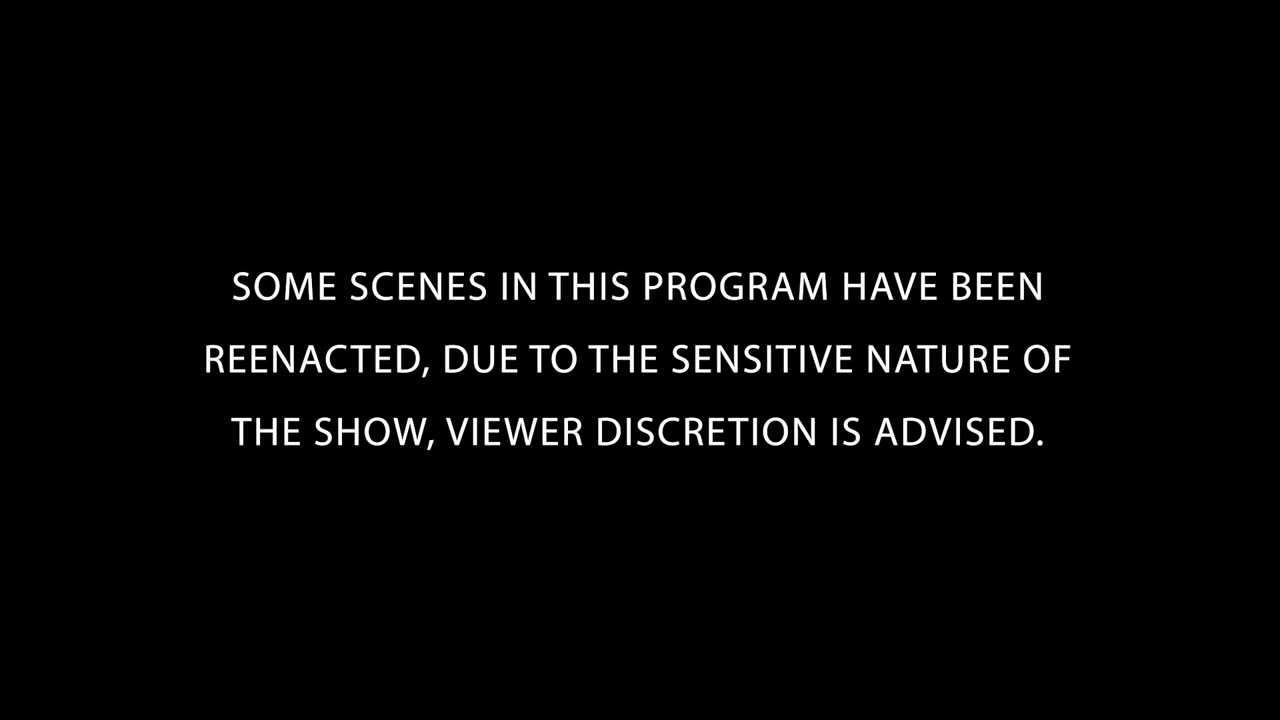 SOME SCENES IN THIS PROGRAM HAVE BEEN
REENACTED, DUE TO THE SENSITIVE NATURE OF
THE SHOW, VIEWER DISCRETION IS ADVISED.